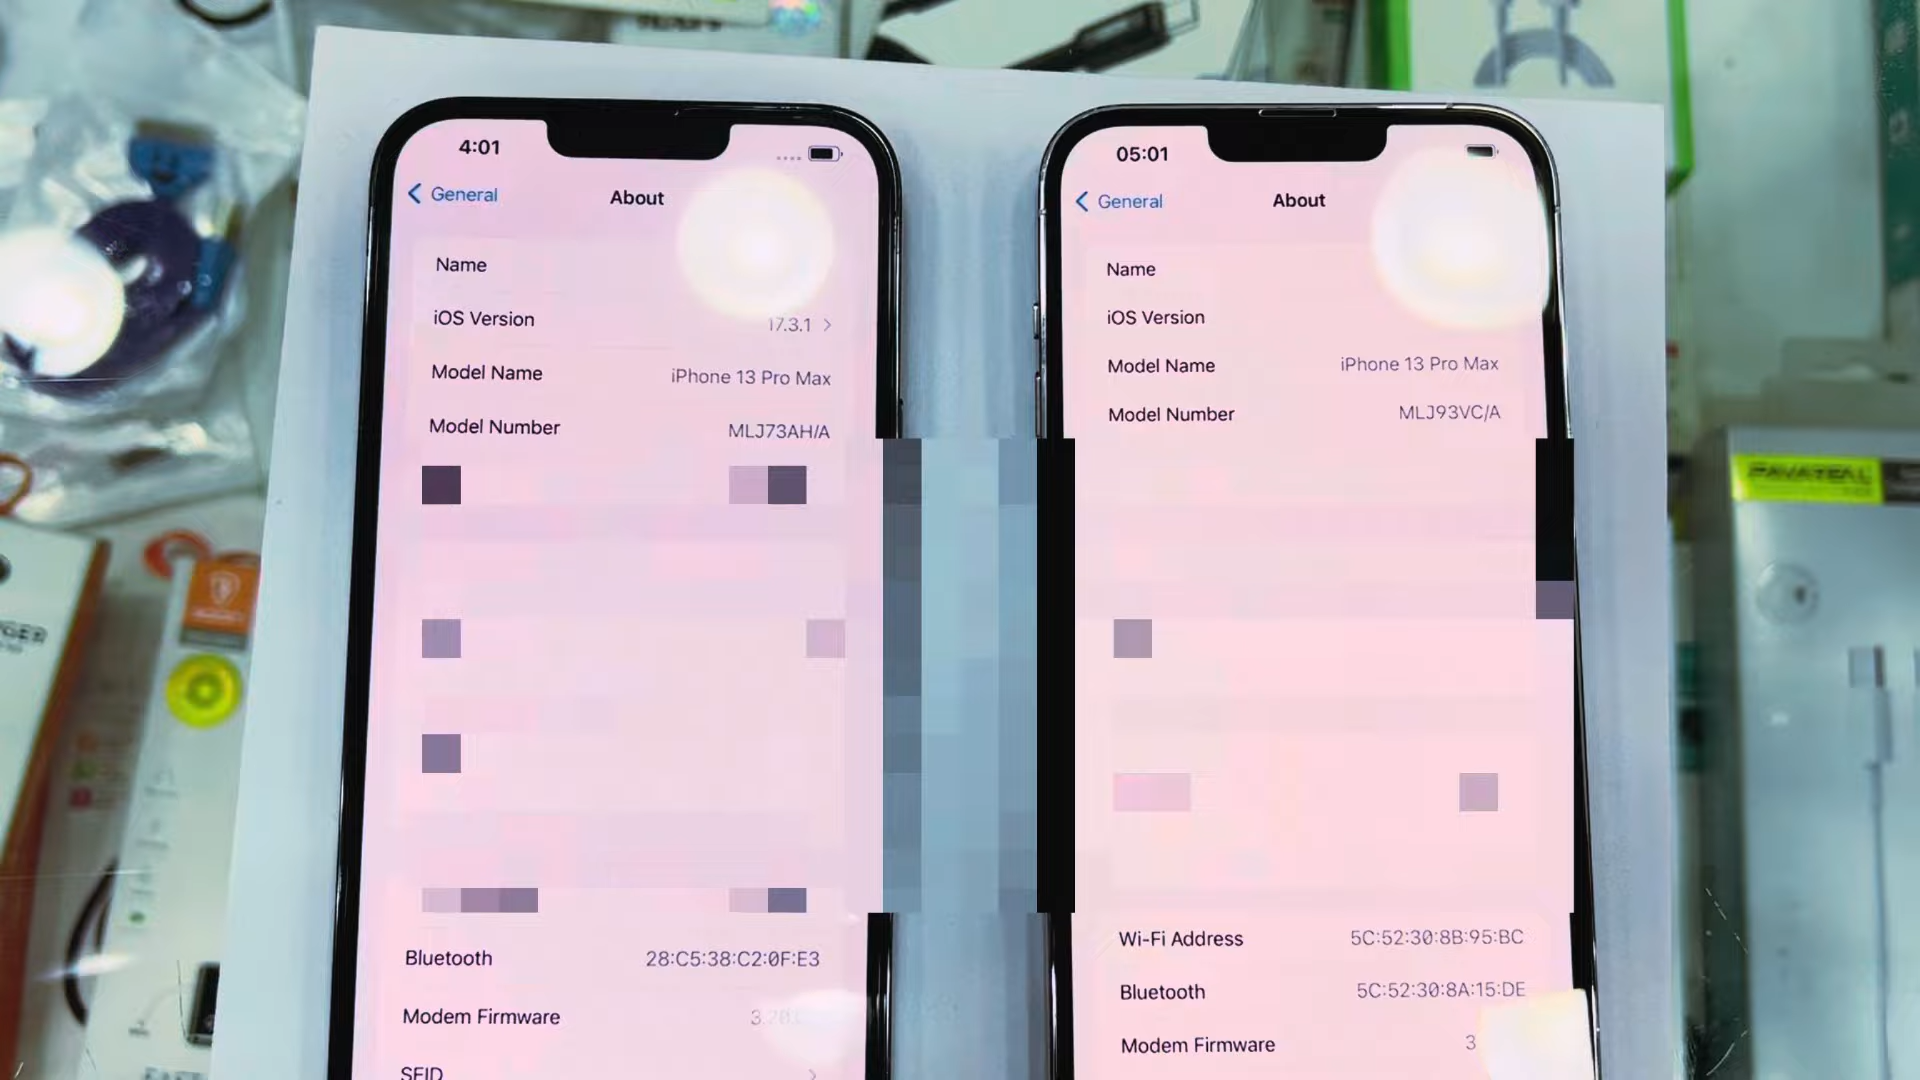 4:01
General
About
Name
iOS Version
17.3.1
Model Name
iPhone 13 Pro Max
Model Number
MLJ73AH/A
Bluetooth
28:C5:38:C2:0F:E3
Modem Firmware
SEID
05:01
General
About
Name
iOS Version
Model Name
iPhone 13 Pro Max
Model Number
MLJ93VC/A
Wi-Fi Address
5C:52:30:8B:95:BC
Bluetooth
5C:52:30:8A:15:DE
Modem Firmware
3